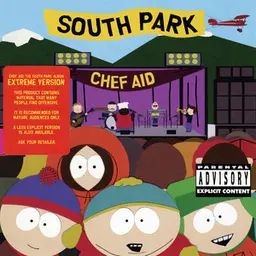 SOUTH PARK
CHEF AID
CHEF AID: THE SOUTH PARK ALBUM
EXTREME VERSION
THIS PRODUCT CONTAINS
MATERIAL THAT MANY
PEOPLE FIND OFFENSIVE.
IT IS RECOMMENDED FOR
MATURE AUDIENCES ONLY.
A LESS EXPLICIT VERSION
IS ALSO AVAILABLE.
ASK YOUR RETAILER.
PARENTAL
ADVISORY
EXPLICIT CONTENT